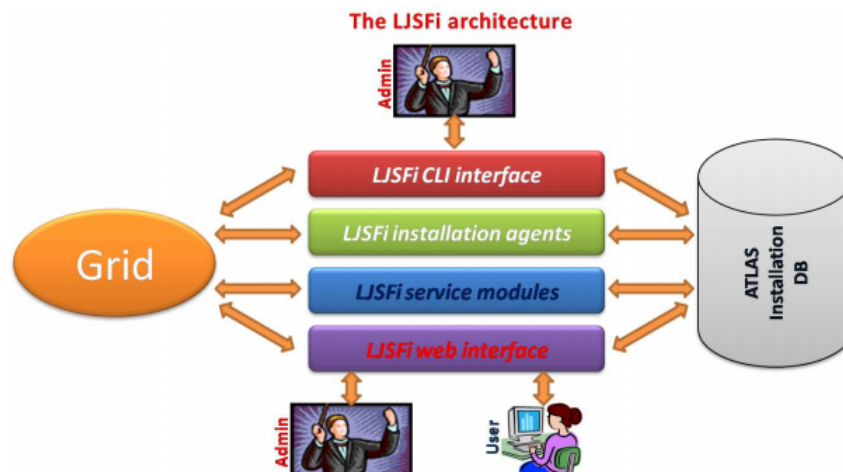 The LJSFi architecture
Admin
LJSFi CLI interface
LJSFi installation agents
Grid
LJSFi service modules
ATLAS
Installation
DB
LJSFi web interface
Admin
User